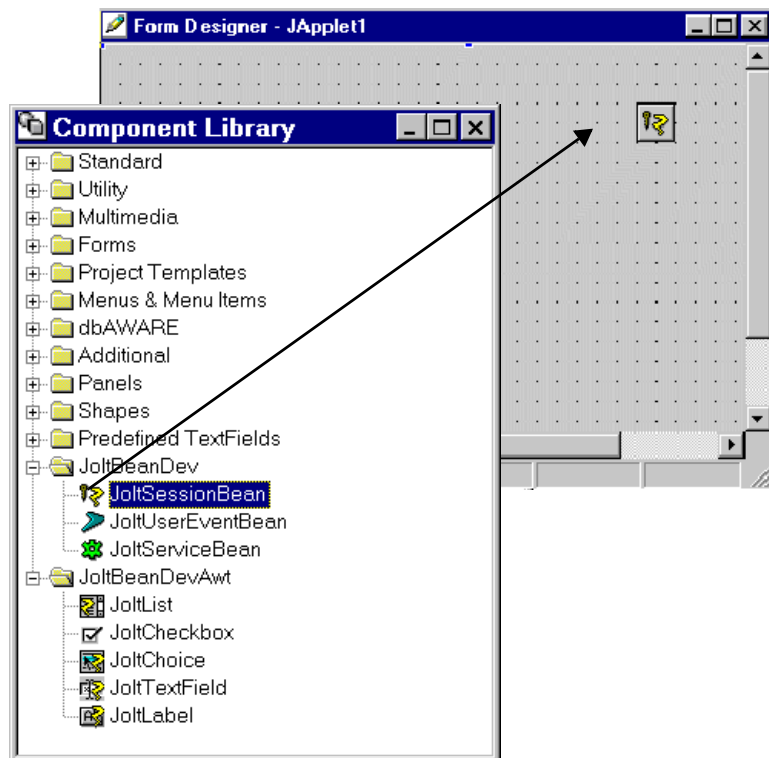 Form Designer - JApplet1
Component Library
Standard
Utility
Multimedia
Forms
Project Templates
Menus & Menu Items
dbAWARE
Additional
Panels
Shapes
Predefined TextFields
JoltBeanDev
JoltSessionBean
JoltUserEventBean
JoltServiceBean
JoltBeanDevAwt
JoltList
JoltCheckbox
JoltChoice
JoltTextField
JoltLabel